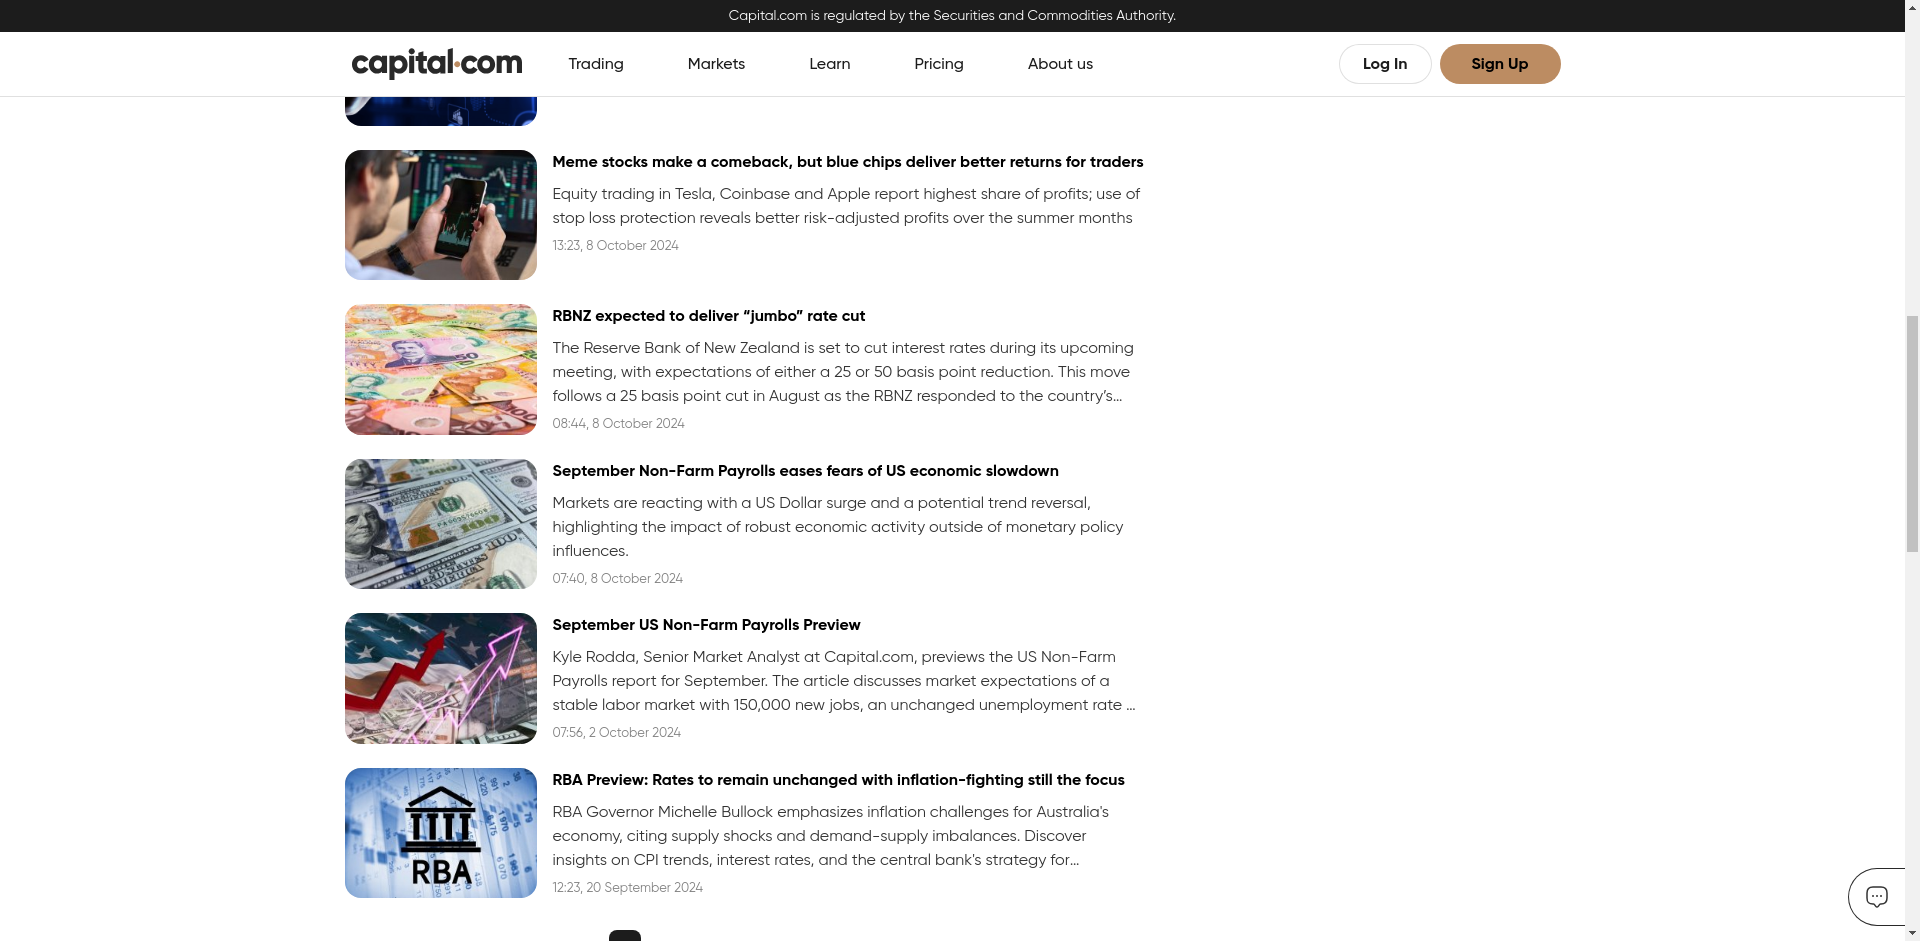 Capital.com is regulated by the Securities and Commodities Authority.
capital.com
Trading
Markets
Learn
Pricing
About us
Log In
Sign Up
Meme stocks make a comeback, but blue chips deliver better returns for traders
Equity trading in Tesla, Coinbase and Apple report highest share of profits; use of
stop loss protection reveals better risk-adjusted profits over the summer months
13:23, 8 October 2024
RBNZ expected to deliver “jumbo” rate cut
The Reserve Bank of New Zealand is set to cut interest rates during its upcoming
meeting, with expectations of either a 25 or 50 basis point reduction. This move
follows a 25 basis point cut in August as the RBNZ responded to the country’s...
08:44, 8 October 2024
September Non-Farm Payrolls eases fears of US economic slowdown
Markets are reacting with a US Dollar surge and a potential trend reversal,
highlighting the impact of robust economic activity outside of monetary policy
influences.
07:40, 8 October 2024
September US Non-Farm Payrolls Preview
Kyle Rodda, Senior Market Analyst at Capital.com, previews the US Non-Farm
Payrolls report for September. The article discusses market expectations of a
stable labor market with 150,000 new jobs, an unchanged unemployment rate ...
07:56, 2 October 2024
RBA
RBA Preview: Rates to remain unchanged with inflation-fighting still the focus
RBA Governor Michelle Bullock emphasizes inflation challenges for Australia's
economy, citing supply shocks and demand-supply imbalances. Discover
insights on CPI trends, interest rates, and the central bank's strategy for...
12:23, 20 September 2024